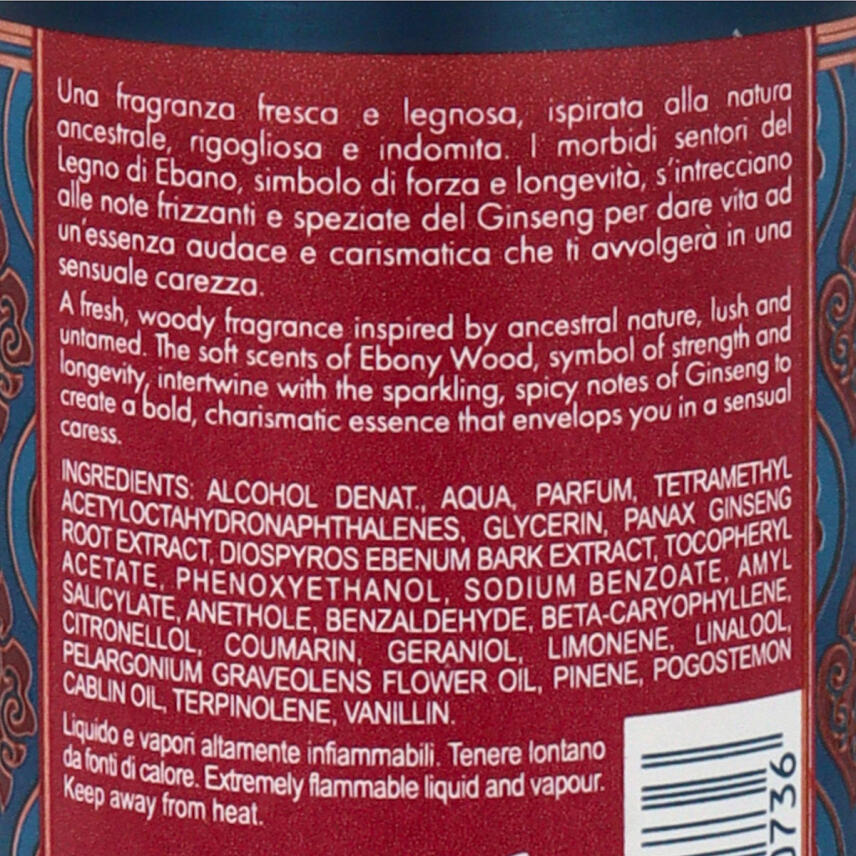 Una fragranza fresca e legnosa, ispirata alla natura
ancestrale, rigogliosa e indomita. I morbidi sentori del
Legno di Ebano, simbolo di forza e longevità, s'intrecciano
alle note frizzanti e speziate del Ginseng per dare vita ad
un'essenza audace e carismatica che ti avvolgerà in una
sensuale carezza.
A fresh, woody fragrance inspired by ancestral nature, lush and
untamed. The soft scents of Ebony Wood, symbol of strength and
longevity, intertwine with the sparkling, spicy notes of Ginseng to
create a bold, charismatic essence that envelops you in a sensual
caress.
INGREDIENTS: ALCOHOL DENAT., AQUA, PARFUM, TETRAMETHYL
ACETYLOCTAHYDRONAPHTHALENES, GLYCERIN, PANAX GINSENG
ROOT EXTRACT, DIOSPYROS EBENUM BARK EXTRACT, TOCOPHERYL
ACETATE, PHENOXYETHANOL, SODIUM BENZOATE, AMYL
SALICYLATE, ANETHOLE, BENZALDEHYDE, BETA-CARYOPHYLLENE,
CITRONELLOL, COUMARIN, GERANIOL, LIMONENE, LINALOOL,
PELARGONIUM GRAVEOLENS FLOWER OIL, PINENE, POGOSTEMON
CABLIN OIL, TERPINOLENE, VANILLIN.
Liquido e vapori altamente infiammabili. Tenere lontano
da fonti di calore. Extremely flammable liquid and vapour.
Keep away from heat.
0736